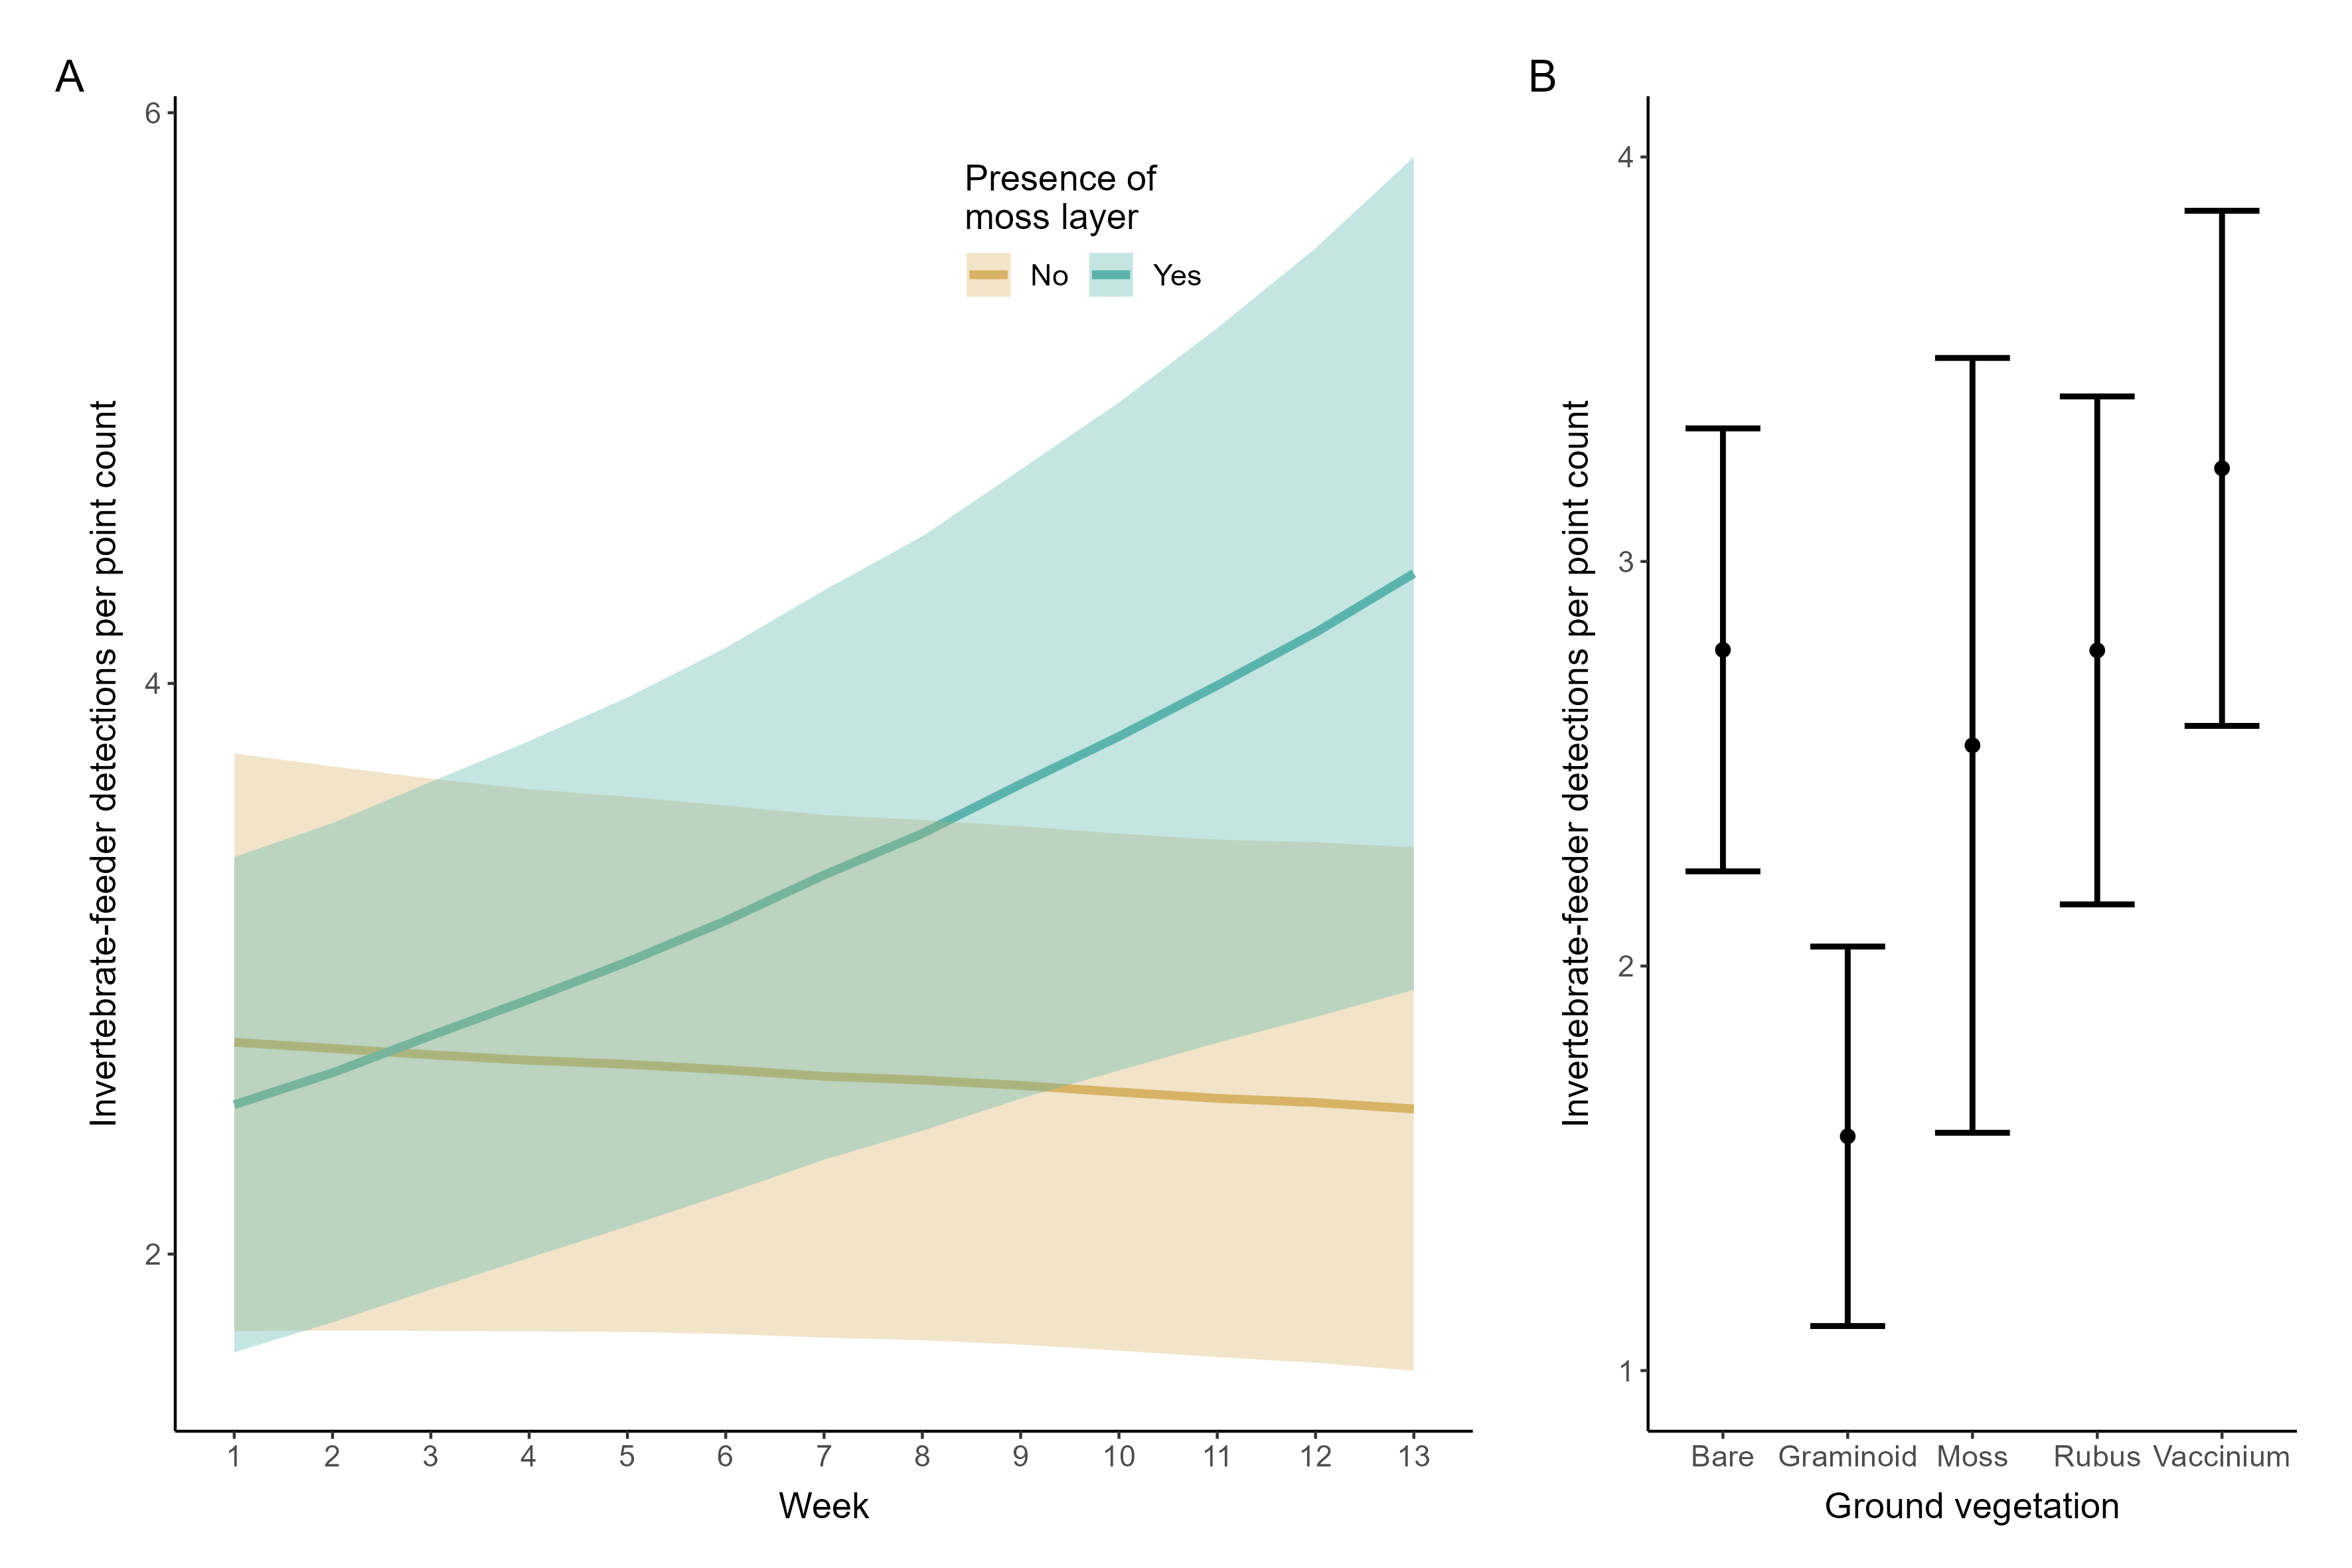 A
Invertebrate-feeder detections per point count
6
4
2
Presence of
moss layer
No Yes
1 2 3 4 5 6 7 8 9 10 11 12 13
Week
B
Invertebrate-feeder detections per point count
4
3
2
1
Bare Graminoid Moss Rubus Vaccinium
Ground vegetation